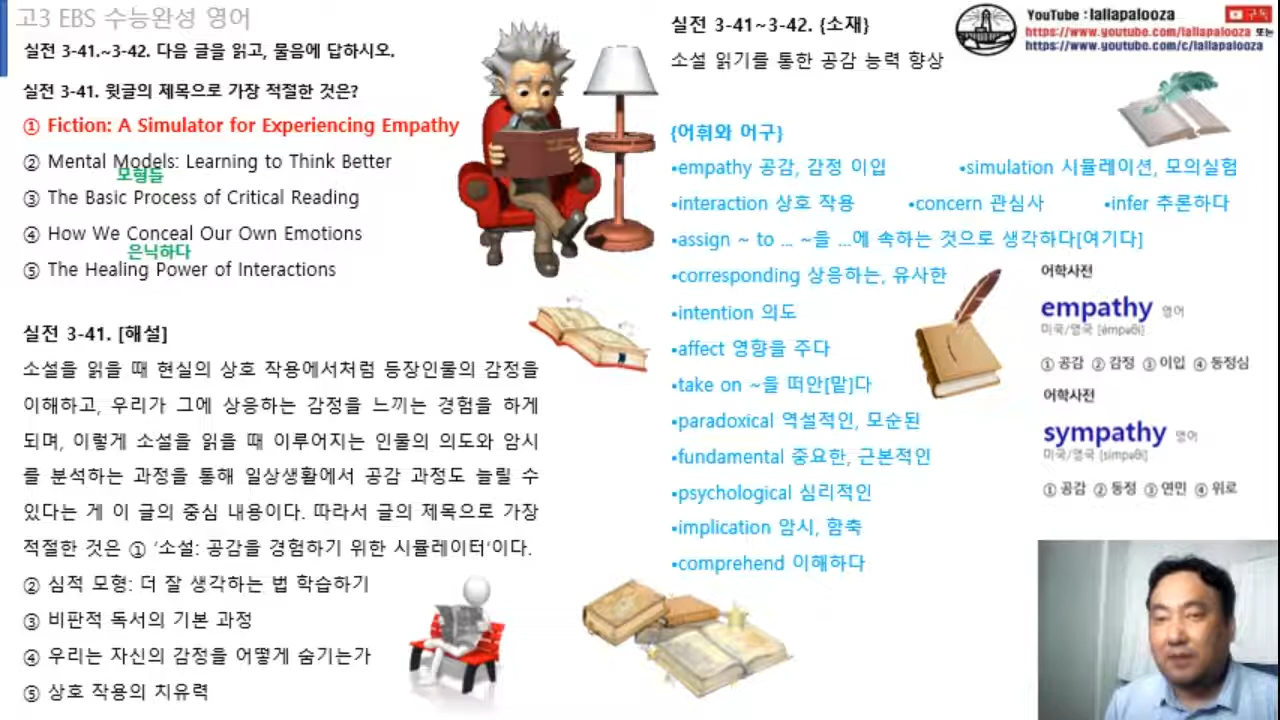 고3 EBS 수능완성 영어
실전 3-41.~3-42. 다음 글을 읽고, 물음에 답하시오.
실전 3-41. 윗글의 제목으로 가장 적절한 것은?
① Fiction: A Simulator for Experiencing Empathy
② Mental Models: Learning to Think Better
모형들
③ The Basic Process of Critical Reading
④ How We Conceal Our Own Emotions
은닉하다
⑤ The Healing Power of Interactions
실전 3-41. [해설]
소설을 읽을 때 현실의 상호 작용에서처럼 등장인물의 감정을
이해하고, 우리가 그에 상응하는 감정을 느끼는 경험을 하게
되며, 이렇게 소설을 읽을 때 이루어지는 인물의 의도와 암시
를 분석하는 과정을 통해 일상생활에서 공감 과정도 늘릴 수
있다는 게 이 글의 중심 내용이다. 따라서 글의 제목으로 가장
적절한 것은 ① ‘소설: 공감을 경험하기 위한 시뮬레이터’이다.
② 심적 모형: 더 잘 생각하는 법 학습하기
③ 비판적 독서의 기본 과정
④ 우리는 자신의 감정을 어떻게 숨기는가
⑤ 상호 작용의 치유력
실전 3-41~3-42. {소재}
소설 읽기를 통한 공감 능력 향상
{어휘와 어구}
•empathy 공감, 감정 이입 •simulation 시뮬레이션, 모의실험
•interaction 상호 작용 •concern 관심사 •infer 추론하다
•assign ~ to ... ~을 ...에 속하는 것으로 생각하다[여기다]
•corresponding 상응하는, 유사한
•intention 의도
•affect 영향을 주다
•take on ~을 떠안[맡]다
•paradoxical 역설적인, 모순된
•fundamental 중요한, 근본적인
•psychological 심리적인
•implication 암시, 함축
•comprehend 이해하다
YouTube : lallapalooza
구독
https://www.youtube.com/lallapalooza 또는
https://www.youtube.com/c/lallapalooza
어학사전
empathy 영어
미국/영국 [émpəθi]
① 공감 ② 감정 ③ 이입 ④ 동정심
어학사전
sympathy 영어
미국/영국 [símpəθi]
① 공감 ② 동정 ③ 연민 ④ 위로